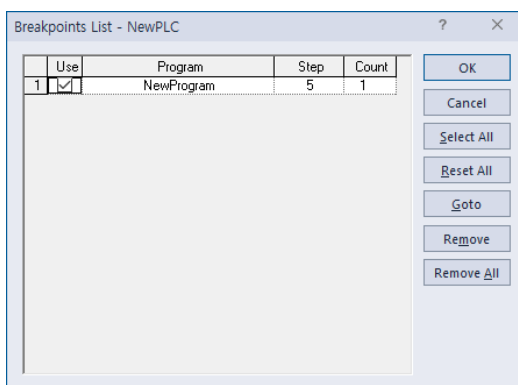 Breakpoints List - NewPLC ? ×
Use Program Step Count
1 NewProgram 5 1
OK
Cancel
Select All
Reset All
Goto
Remove
Remove All